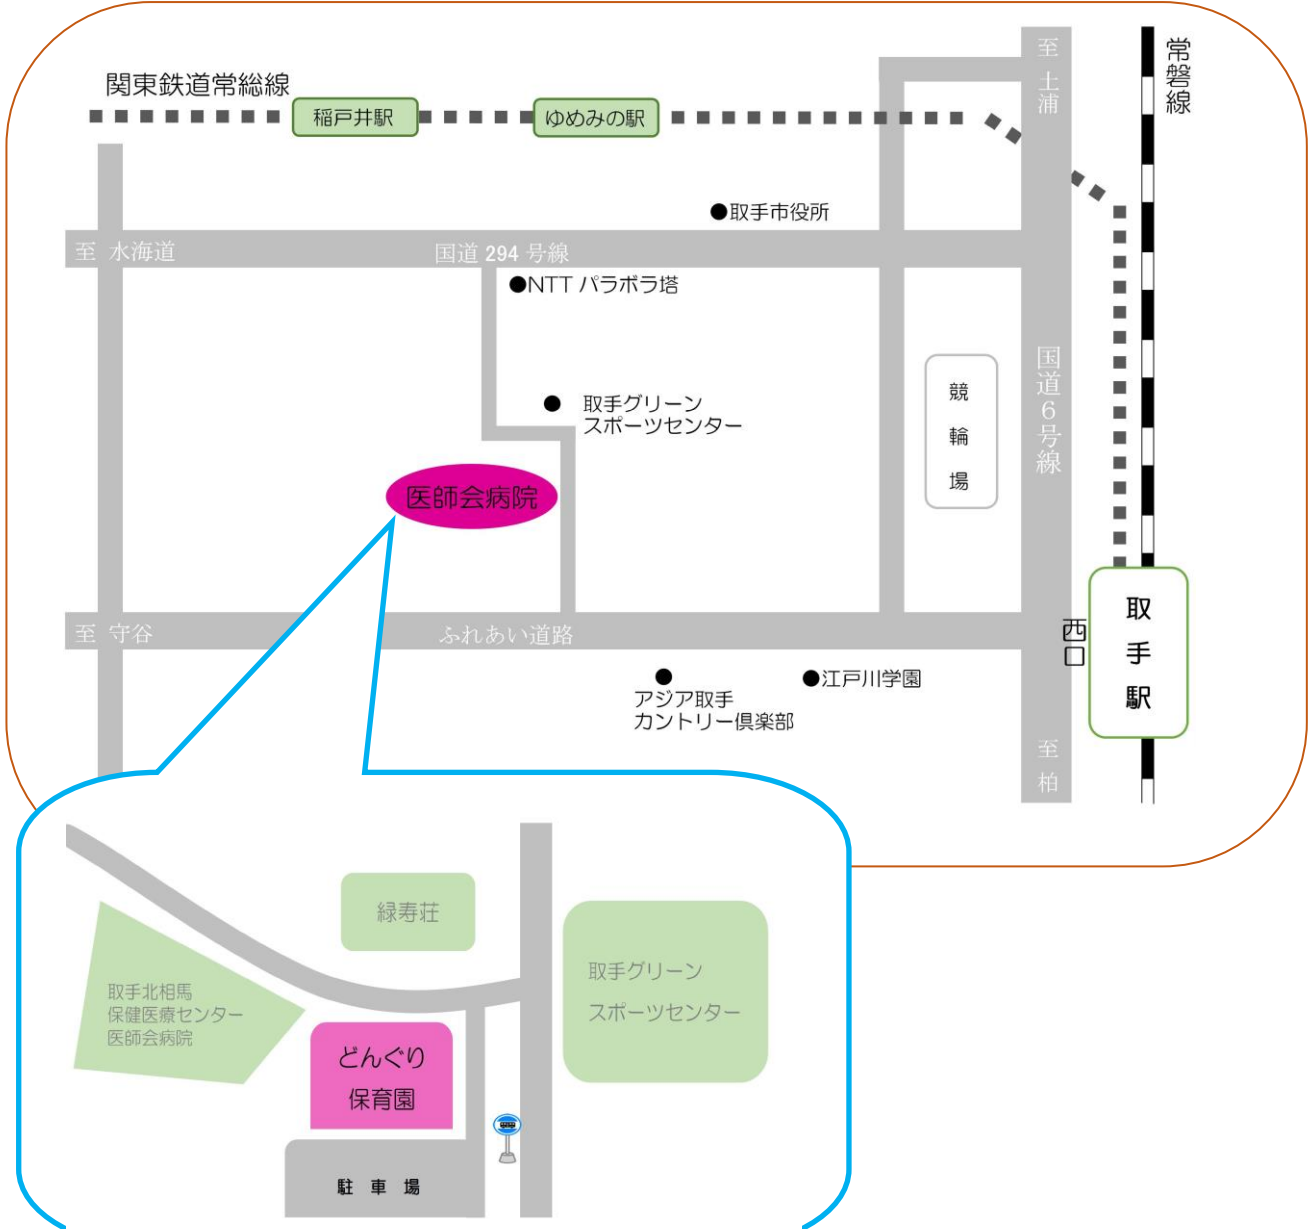 関東鉄道常総線
稲戸井駅
ゆめみの駅
至土浦
常磐線
●取手市役所
至 水海道
国道 294 号線
●NTT パラボラ塔
国道6号線
競輪場
● 取手グリーン
スポーツセンター
医師会病院
取手駅
西口
至 守谷
ふれあい道路
●
アジア取手
カントリー倶楽部
●江戸川学園
至柏
緑寿荘
取手グリーン
スポーツセンター
取手北相馬
保健医療センター
医師会病院
どんぐり
保育園
駐 車 場